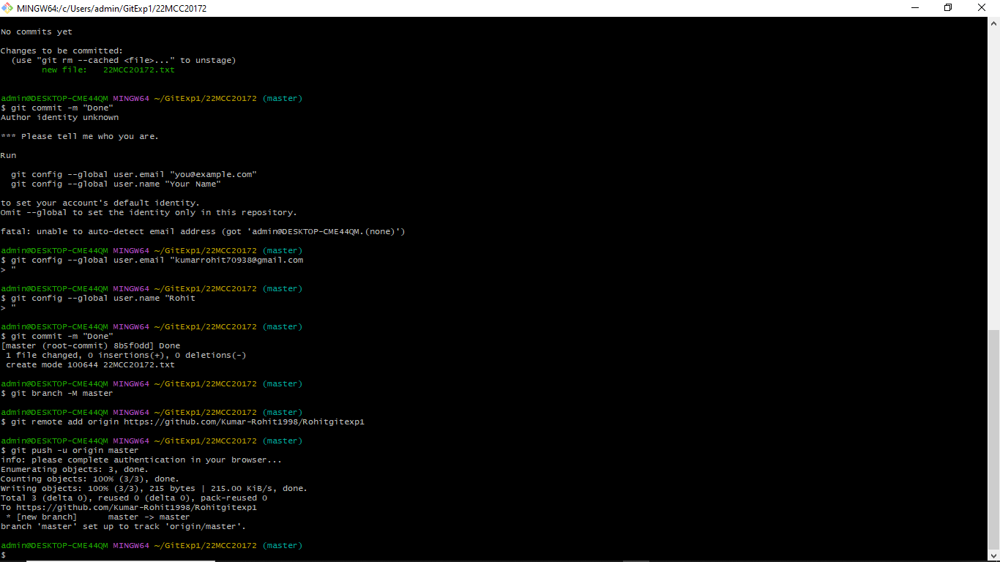 MINGW64:/c/Users/admin/GitExp1/22MCC20172
No commits yet
Changes to be committed:
  (use "git rm --cached <file>..." to unstage)
        new file:   22MCC20172.txt
admin@DESKTOP-CME44QM MINGW64 ~/GitExp1/22MCC20172 (master)
$ git commit -m "Done"
Author identity unknown
*** Please tell me who you are.
Run
  git config --global user.email "you@example.com"
  git config --global user.name "Your Name"
to set your account's default identity.
Omit --global to set the identity only in this repository.
fatal: unable to auto-detect email address (got 'admin@DESKTOP-CME44QM.(none)')
admin@DESKTOP-CME44QM MINGW64 ~/GitExp1/22MCC20172 (master)
$ git config --global user.email "kumarrohit70938@gmail.com
> "
admin@DESKTOP-CME44QM MINGW64 ~/GitExp1/22MCC20172 (master)
$ git config --global user.name "Rohit
> "
admin@DESKTOP-CME44QM MINGW64 ~/GitExp1/22MCC20172 (master)
$ git commit -m "Done"
[master (root-commit) 8b5f0dd] Done
 1 file changed, 0 insertions(+), 0 deletions(-)
 create mode 100644 22MCC20172.txt
admin@DESKTOP-CME44QM MINGW64 ~/GitExp1/22MCC20172 (master)
$ git branch -M master
admin@DESKTOP-CME44QM MINGW64 ~/GitExp1/22MCC20172 (master)
$ git remote add origin https://github.com/Kumar-Rohit1998/Rohitgitexp1
admin@DESKTOP-CME44QM MINGW64 ~/GitExp1/22MCC20172 (master)
$ git push -u origin master
info: please complete authentication in your browser...
Enumerating objects: 3, done.
Counting objects: 100% (3/3), done.
Writing objects: 100% (3/3), 215 bytes | 215.00 KiB/s, done.
Total 3 (delta 0), reused 0 (delta 0), pack-reused 0
To https://github.com/Kumar-Rohit1998/Rohitgitexp1
 * [new branch]      master -> master
branch 'master' set up to track 'origin/master'.
admin@DESKTOP-CME44QM MINGW64 ~/GitExp1/22MCC20172 (master)
$